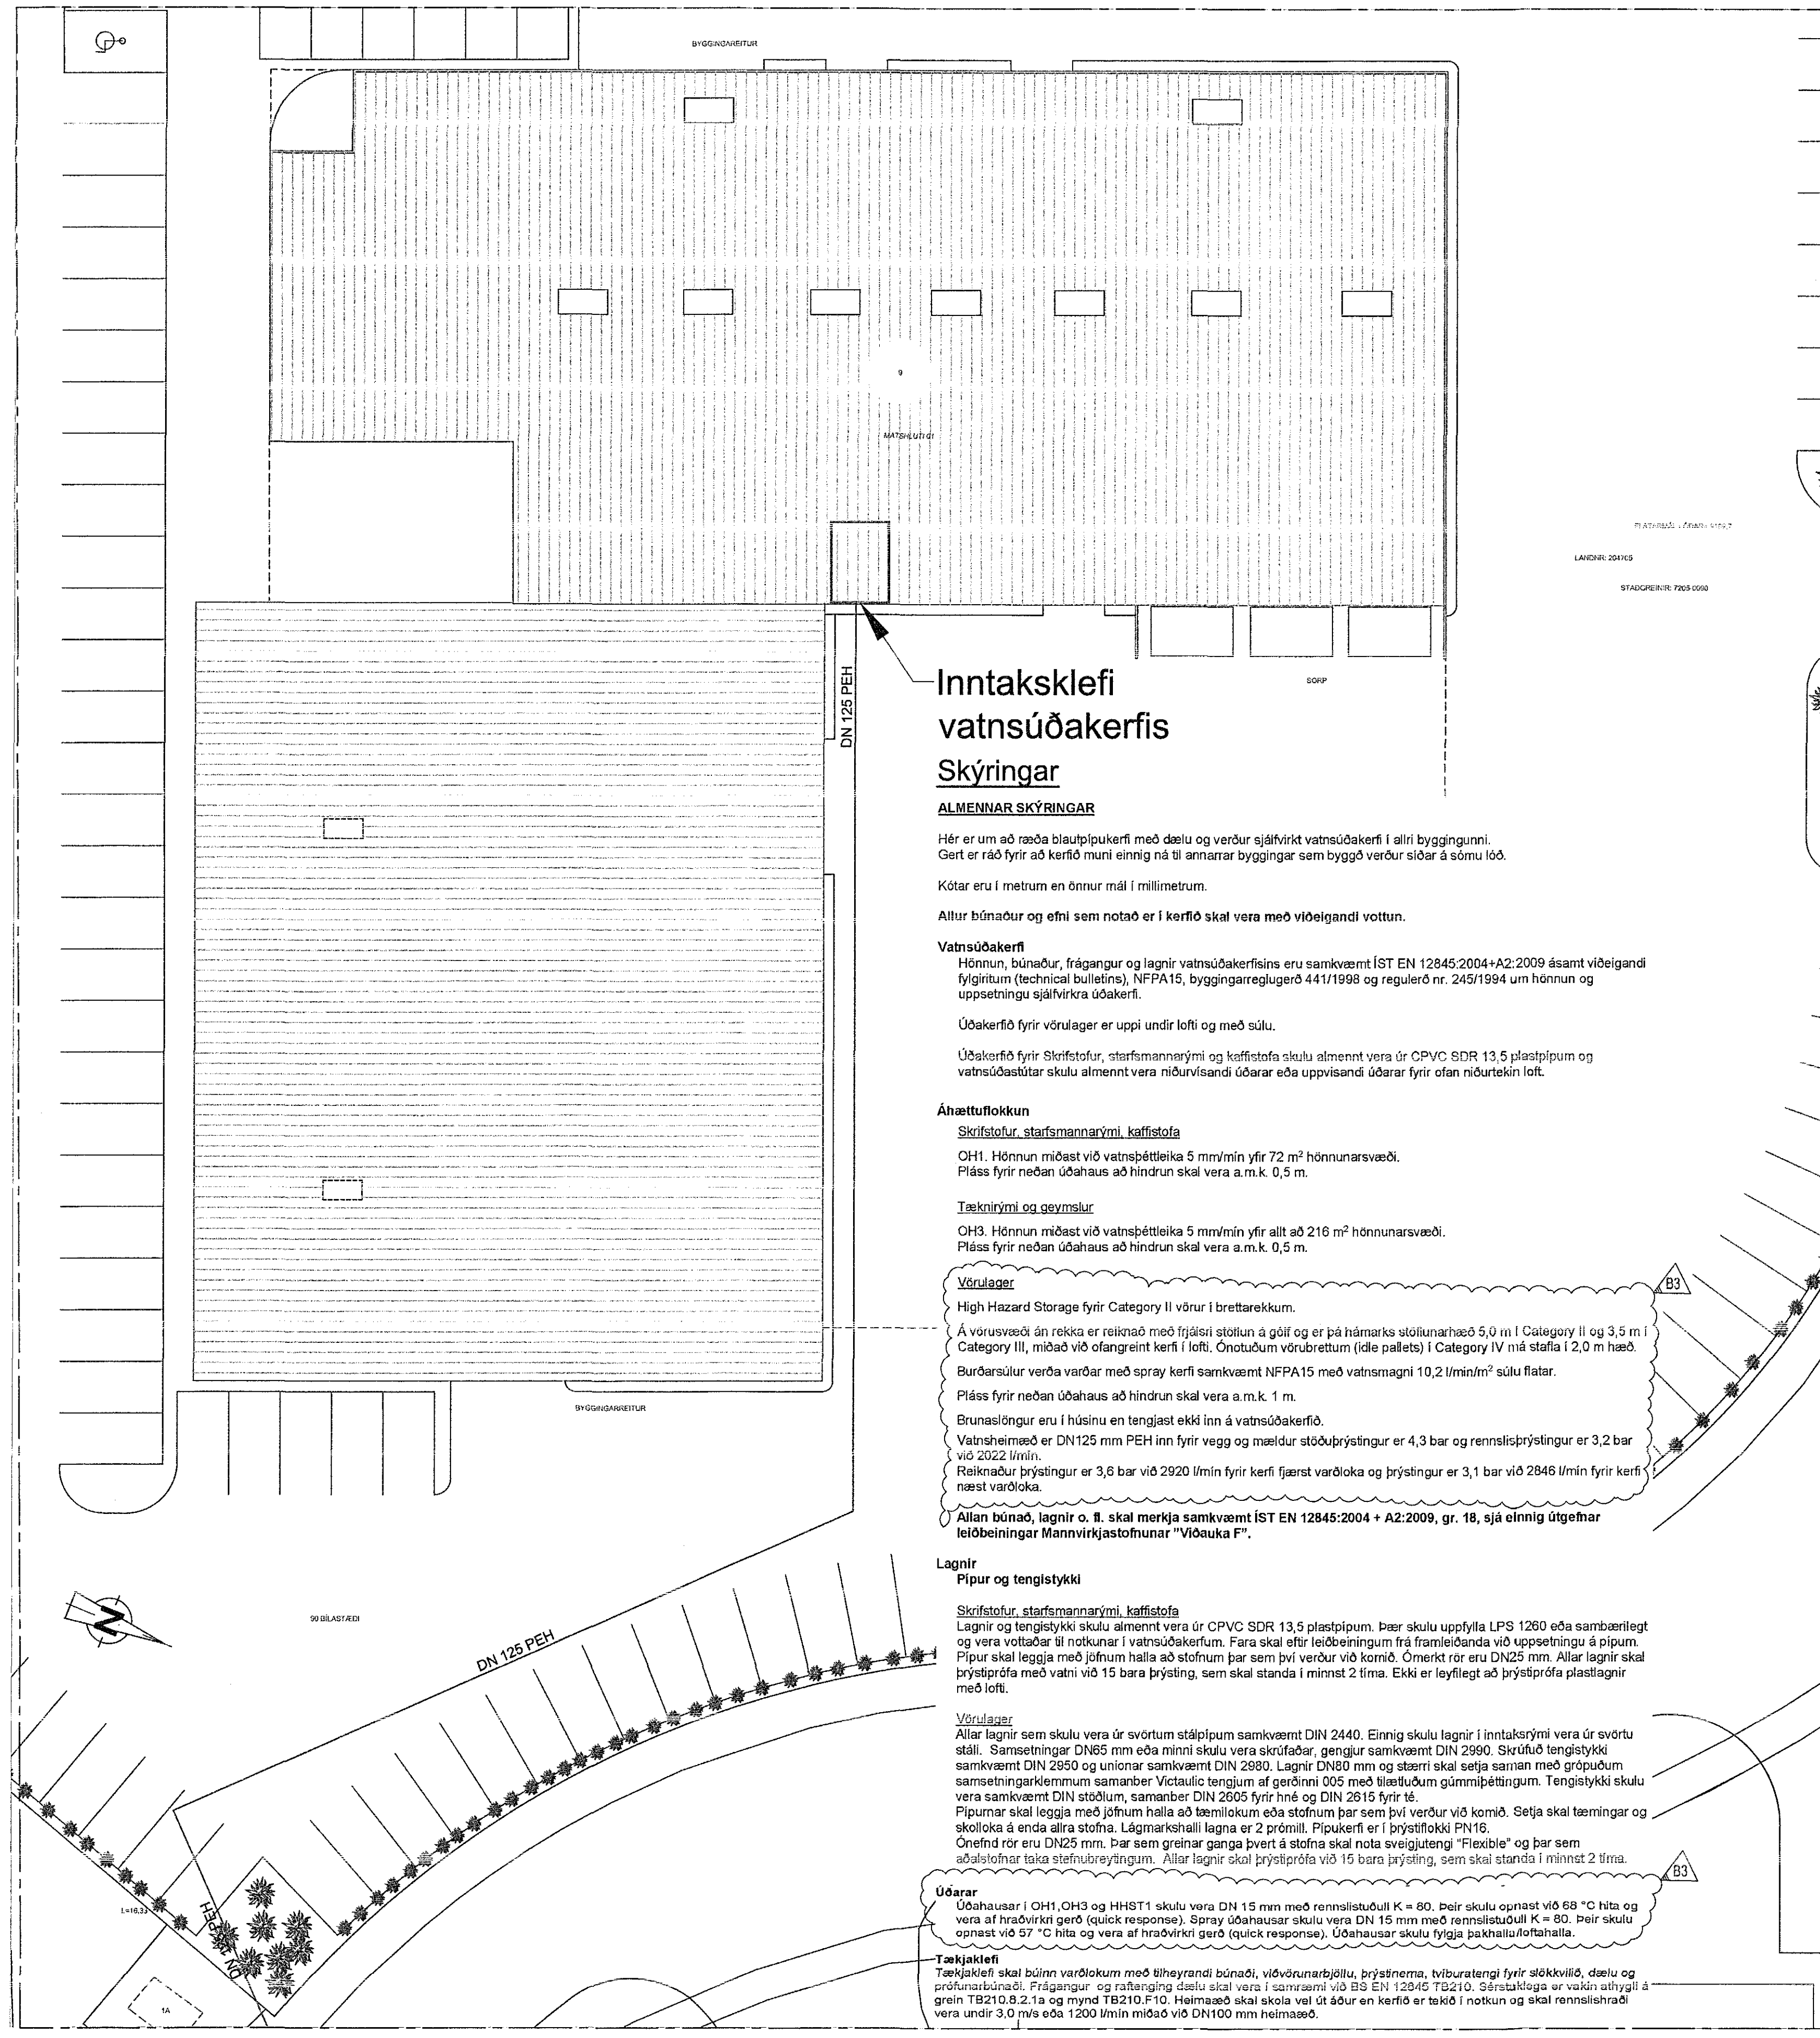 BYGGINGAREITUR
9
MATSHLUTI 01
LANDNR: 204705
STAÐGREINIR: 7205-0090
SORP
DN 125 PEH
Inntaksklefi
vatnsúðakerfis
Skýringar
ALMENNAR SKÝRINGAR
Hér er um að ræða blautpípukerfi með dælu og verður sjálfvirkt vatnsúðakerfi í allri byggingunni.
Gert er ráð fyrir að kerfið muni einnig ná til annarrar byggingar sem byggð verður síðar á sömu lóð.
Kótar eru í metrum en önnur mál í millimetrum.
Allur búnaður og efni sem notað er í kerfið skal vera með viðeigandi vottun.
Vatnsúðakerfi
Hönnun, búnaður, frágangur og lagnir vatnsúðakerfisins eru samkvæmt ÍST EN 12845:2004+A2:2009 ásamt viðeigandi
fylgiritum (technical bulletins), NFPA15, byggingarreglugerð 441/1998 og regulerð nr. 245/1994 um hönnun og
uppsetningu sjálfvirkra úðakerfi.
Úðakerfið fyrir vörulager er uppi undir lofti og með súlu.
Úðakerfið fyrir Skrifstofur, starfsmannarými og kaffistofa skulu almennt vera úr CPVC SDR 13,5 plastpípum og
vatnsúðastútar skulu almennt vera niðurvísandi úðarar eða uppvisandi úðarar fyrir ofan niðurtekin loft.
Áhættuflokkun
Skrifstofur, starfsmannarými, kaffistofa
OH1. Hönnun miðast við vatnsþéttleika 5 mm/mín yfir 72 m² hönnunarsvæði.
Pláss fyrir neðan úðahaus að hindrun skal vera a.m.k. 0,5 m.
Tæknirými og geymslur
OH3. Hönnun miðast við vatnsþéttleika 5 mm/mín yfir allt að 216 m² hönnunarsvæði.
Pláss fyrir neðan úðahaus að hindrun skal vera a.m.k. 0,5 m.
B3
Vörulager
High Hazard Storage fyrir Category II vörur í brettarekkum.
Á vörusvæði án rekka er reiknað með frjálsri stöflun á gólf og er þá hámarks stöflunarhæð 5,0 m í Category II og 3,5 m í
Category III, miðað við ofangreint kerfi í lofti. Ónotuðum vörubrettum (idle pallets) í Category IV má stafla í 2,0 m hæð.
Burðarsúlur verða varðar með spray kerfi samkvæmt NFPA15 með vatnsmagni 10,2 l/min/m² súlu flatar.
Pláss fyrir neðan úðahaus að hindrun skal vera a.m.k. 1 m.
Brunaslöngur eru í húsinu en tengjast ekki inn á vatnsúðakerfið.
Vatnsheimæð er DN125 mm PEH inn fyrir vegg og mældur stöðuþrýstingur er 4,3 bar og rennslisþrýstingur er 3,2 bar
við 2022 l/mín.
Reiknaður þrýstingur er 3,6 bar við 2920 l/mín fyrir kerfi fjærst varðloka og þrýstingur er 3,1 bar við 2846 l/mín fyrir kerfi
næst varðloka.
Allan búnað, lagnir o. fl. skal merkja samkvæmt ÍST EN 12845:2004 + A2:2009, gr. 18, sjá einnig útgefnar
leiðbeiningar Mannvirkjastofnunar "Viðauka F".
Lagnir
Pípur og tengistykki
Skrifstofur, starfsmannarými, kaffistofa
Lagnir og tengistykki skulu almennt vera úr CPVC SDR 13,5 plastpípum. Þær skulu uppfylla LPS 1260 eða sambærilegt
og vera vottaðar til notkunar í vatnsúðakerfum. Fara skal eftir leiðbeiningum frá framleiðanda við uppsetningu á pípum.
Pípur skal leggja með jöfnum halla að stofnum þar sem því verður við komið. Ómerkt rör eru DN25 mm. Allar lagnir skal
þrýstiprófa með vatni við 15 bara þrýsting, sem skal standa í minnst 2 tíma. Ekki er leyfilegt að þrýstiprófa plastlagnir
með lofti.
Vörulager
Allar lagnir sem skulu vera úr svörtum stálpípum samkvæmt DIN 2440. Einnig skulu lagnir í inntaksrými vera úr svörtu
stáli. Samsetningar DN65 mm eða minni skulu vera skrúfaðar, gengjur samkvæmt DIN 2990. Skrúfuð tengistykki
samkvæmt DIN 2950 og unionar samkvæmt DIN 2980. Lagnir DN80 mm og stærri skal setja saman með grópuðum
samsetningarklemmum samanber Victaulic tengjum af gerðinni 005 með tilætluðum gúmmíþéttingum. Tengistykki skulu
vera samkvæmt DIN stöðlum, samanber DIN 2605 fyrir hné og DIN 2615 fyrir té.
Pípurnar skal leggja með jöfnum halla að tæmilokum eða stofnum þar sem því verður við komið. Setja skal tæmingar og
skolloka á enda allra stofna. Lágmarkshalli lagna er 2 prómill. Pípukerfi er í þrýstiflokki PN16.
Ónefnd rör eru DN25 mm. Þar sem greinar ganga þvert á stofna skal nota sveigjutengi "Flexible" og þar sem
aðalstofnar taka stefnubreytingum. Allar lagnir skal þrýstiprófa við 15 bara þrýsting, sem skal standa í minnst 2 tíma.
B3
Úðarar
Úðahausar í OH1,OH3 og HHST1 skulu vera DN 15 mm með rennslistuðull K = 80. Þeir skulu opnast við 68 °C hita og
vera af hraðvirkri gerð (quick response). Spray úðahausar skulu vera DN 15 mm með rennslistuðull K = 80. Þeir skulu
opnast við 57 °C hita og vera af hraðvirkri gerð (quick response). Úðahausar skulu fylgja þakhalla/loftahalla.
Tækjaklefi
Tækjaklefi skal búinn varðlokum með tilheyrandi búnaði, viðvörunarbjöllu, þrýstinema, tvíburatengi fyrir slökkvilið, dælu og
prófunarbúnaði. Frágangur og raftenging dælu skal vera í samræmi við BS EN 12845 TB210. Sérstaklega er vakin athygli á
grein TB210.8.2.1a og mynd TB210.F10. Heimaæð skal skola vel út áður en kerfið er tekið í notkun og skal rennslishraði
vera undir 3,0 m/s eða 1200 l/mín miðað við DN100 mm heimaæð.
BYGGINGARREITUR
90 BÍLASTÆÐI
N
DN 125 PEH
L=16.33
DN 125 PEH
1A